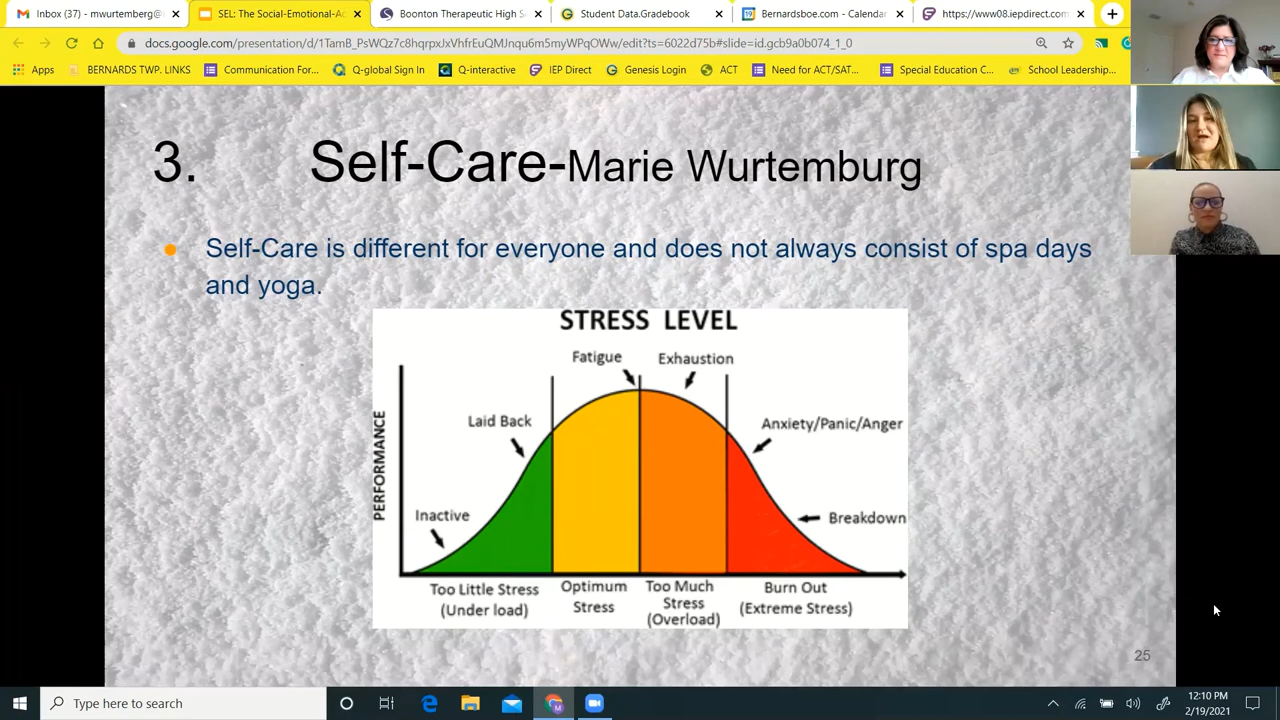 Inbox (37) - mwurtemberg@
SEL: The Social-Emotional-Ac
Boonton Therapeutic High S
Student Data.Gradebook
Bernardsboe.com - Calendar
https://www08.iepdirect.com
docs.google.com/presentation/d/1TamB_PsWQz7c8hqrpxJxVhfrEuQMJnqu6m5myWPqOWw/edit?ts=6022d75b#slide=id.gcb9a0b074_1_0
Apps
BERNARDS TWP. LINKS
Communication For...
Q-global Sign In
Q-interactive
IEP Direct
Genesis Login
ACT
Need for ACT/SAT...
Special Education C...
School Leadership...
3. Self-Care-Marie Wurtemburg
Self-Care is different for everyone and does not always consist of spa days
and yoga.
STRESS LEVEL
Fatigue
Exhaustion
Laid Back
Anxiety/Panic/Anger
PERFORMANCE
Inactive
Breakdown
Too Little Stress
(Under load)
Optimum
Stress
Too Much
Stress
(Overload)
Burn Out
(Extreme Stress)
25
Type here to search
12:10 PM
2/19/2021